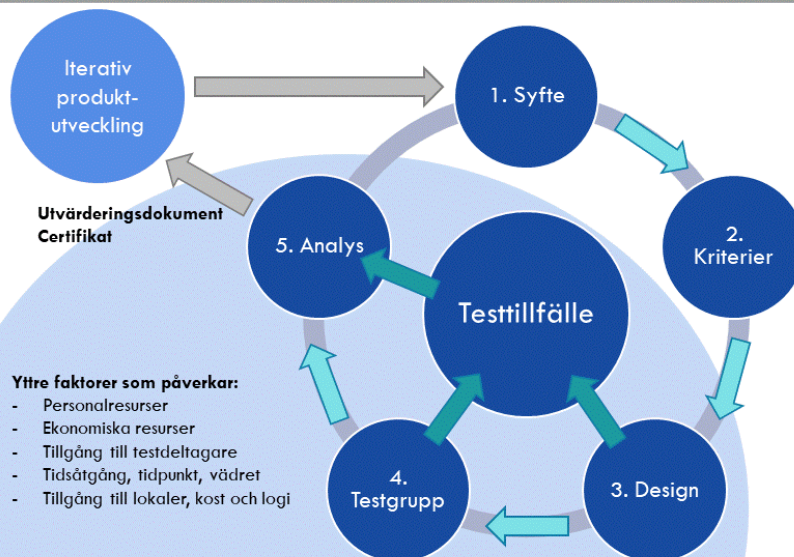 Iterativ
produkt-
utveckling
1. Syfte
2.
Kriterier
Utvärderingsdokument
Certifikat
5. Analys
Testtillfälle
Yttre faktorer som påverkar:
- Personalresurser
- Ekonomiska resurser
- Tillgång till testdeltagare
- Tidsåtgång, tidpunkt, vädret
- Tillgång till lokaler, kost och logi
4.
Testgrupp
3. Design